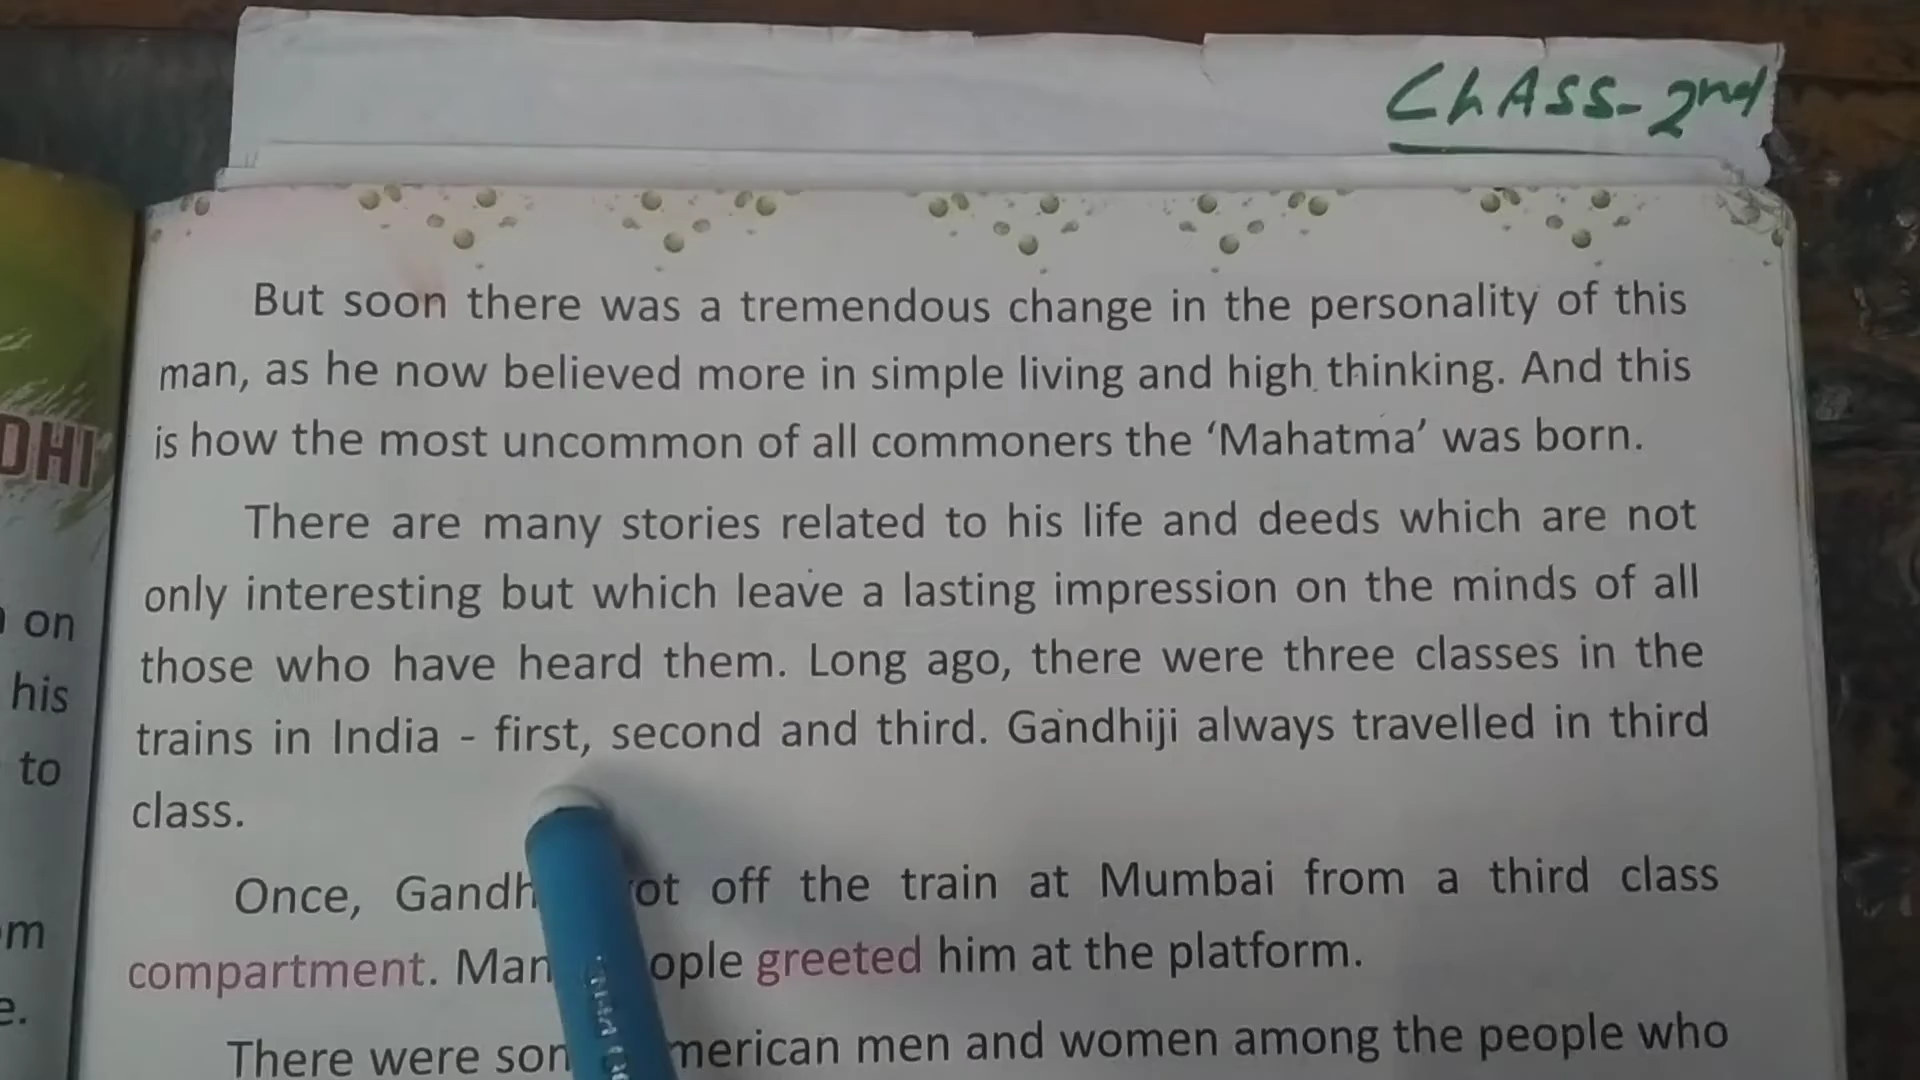 CLASS-2nd
But soon there was a tremendous change in the personality of this
man, as he now believed more in simple living and high thinking. And this
is how the most uncommon of all commoners the ‘Mahatma’ was born.
There are many stories related to his life and deeds which are not
only interesting but which leave a lasting impression on the minds of all
those who have heard them. Long ago, there were three classes in the
trains in India - first, second and third. Gandhiji always travelled in third
class.
Once, Gandh ot off the train at Mumbai from a third class
compartment. Man ople greeted him at the platform.
There were som merican men and women among the people who
DHI
on
his
to
m
e.